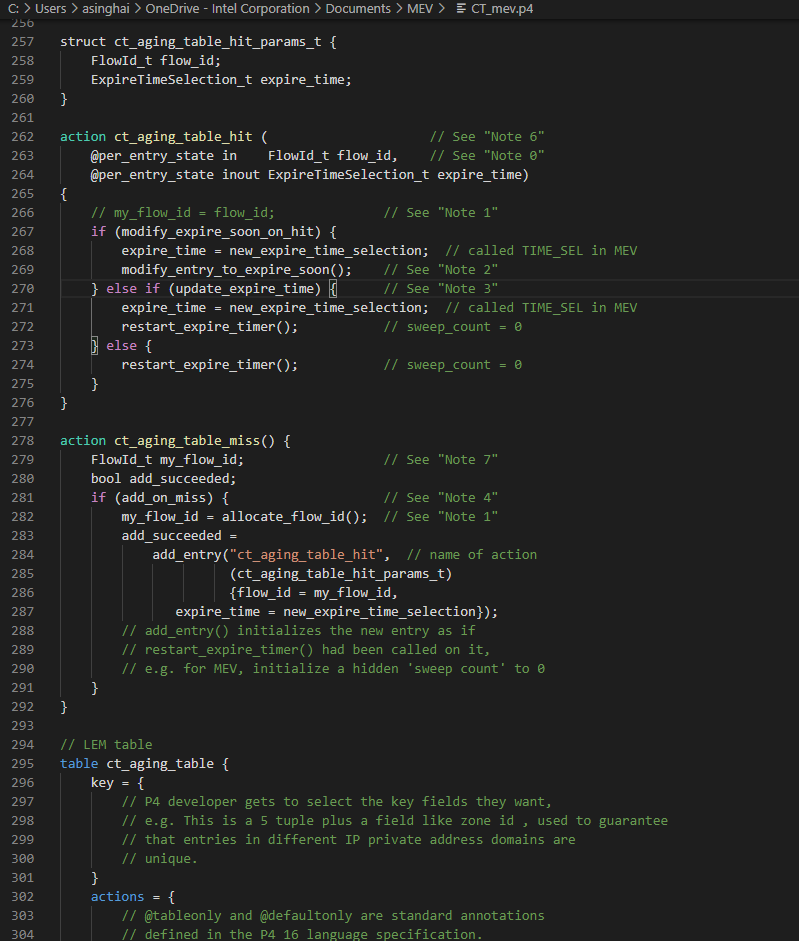 C: > Users > asinghai > OneDrive - Intel Corporation > Documents > MEV > CT_mev.p4
256
257 struct ct_aging_table_hit_params_t {
258     FlowId_t flow_id;
259     ExpireTimeSelection_t expire_time;
260 }
261
262 action ct_aging_table_hit (                     // See "Note 6"
263     @per_entry_state in    FlowId_t flow_id,    // See "Note 0"
264     @per_entry_state inout ExpireTimeSelection_t expire_time)
265 {
266     // my_flow_id = flow_id;              // See "Note 1"
267     if (modify_expire_soon_on_hit) {
268         expire_time = new_expire_time_selection;  // called TIME_SEL in MEV
269         modify_entry_to_expire_soon();    // See "Note 2"
270     } else if (update_expire_time) {      // See "Note 3"
271         expire_time = new_expire_time_selection;  // called TIME_SEL in MEV
272         restart_expire_timer();           // sweep_count = 0
273     } else {
274         restart_expire_timer();           // sweep_count = 0
275     }
276 }
277
278 action ct_aging_table_miss() {
279     FlowId_t my_flow_id;                  // See "Note 7"
280     bool add_succeeded;
281     if (add_on_miss) {                    // See "Note 4"
282         my_flow_id = allocate_flow_id();  // See "Note 1"
283         add_succeeded =
284             add_entry("ct_aging_table_hit",  // name of action
285                       (ct_aging_table_hit_params_t)
286                       {flow_id = my_flow_id,
287                expire_time = new_expire_time_selection});
288         // add_entry() initializes the new entry as if
289         // restart_expire_timer() had been called on it,
290         // e.g. for MEV, initialize a hidden 'sweep count' to 0
291     }
292 }
293
294 // LEM table
295 table ct_aging_table {
296     key = {
297         // P4 developer gets to select the key fields they want,
298         // e.g. This is a 5 tuple plus a field like zone id , used to guarantee
299         // that entries in different IP private address domains are
300         // unique.
301     }
302     actions = {
303         // @tableonly and @defaultonly are standard annotations
304         // defined in the P4 16 language specification.